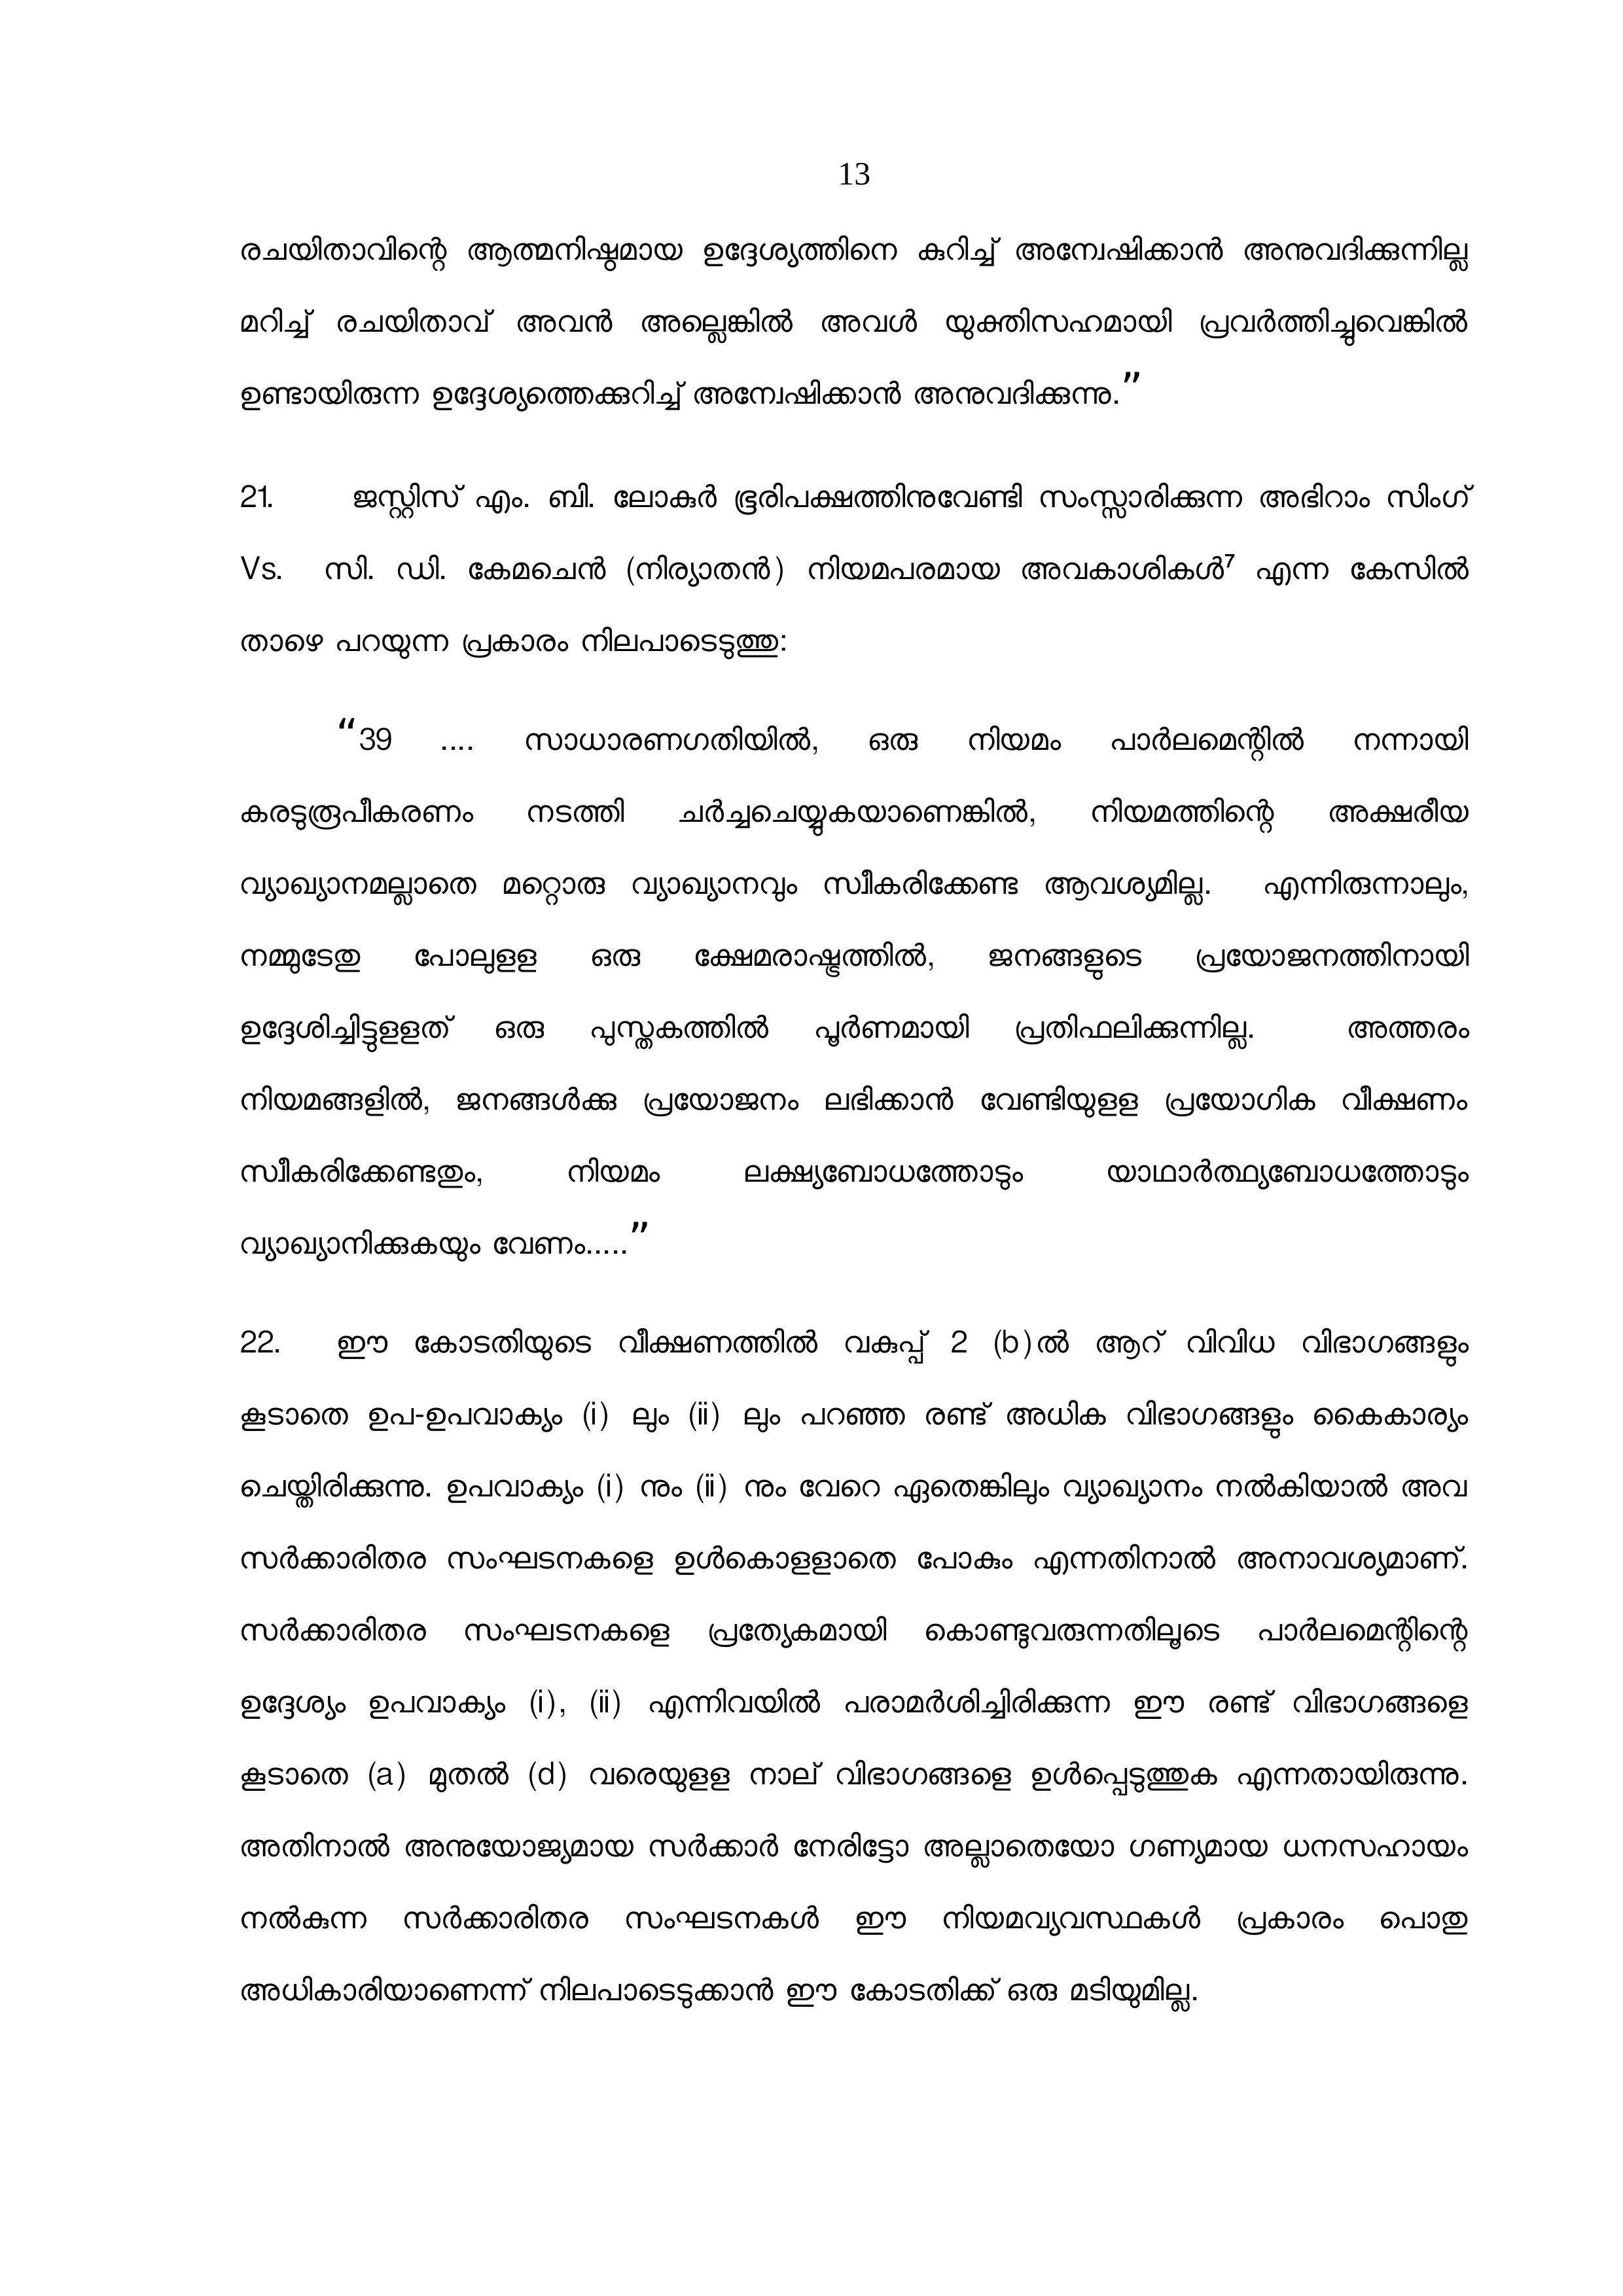 13
രചയിതാവിന്റെ ആത്മനിഷ്ഠമായ ഉദ്ദേശ്യത്തിനെ കുറിച്ച് അന്വേഷിക്കാൻ അനുവദിക്കുന്നില്ല
മറിച്ച് രചയിതാവ് അവൻ അല്ലെങ്കിൽ അവൾ യുക്തിസഹമായി പ്രവർത്തിച്ചുവെങ്കിൽ
ഉണ്ടായിരുന്ന ഉദ്ദേശ്യത്തെക്കുറിച്ച് അന്വേഷിക്കാൻ അനുവദിക്കുന്നു.”
21. ജസ്റ്റിസ് എം. ബി. ലോകുർ ഭൂരിപക്ഷത്തിനുവേണ്ടി സംസ്സാരിക്കുന്ന അഭിറാം സിംഗ്
Vs. സി. ഡി. കേമചെൻ (നിര്യാതൻ) നിയമപരമായ അവകാശികൾ⁷ എന്ന കേസിൽ
താഴെ പറയുന്ന പ്രകാരം നിലപാടെടുത്തു:
“39 .... സാധാരണഗതിയിൽ, ഒരു നിയമം പാർലമെന്റിൽ നന്നായി
കരടുരൂപീകരണം നടത്തി ചർച്ചചെയ്യുകയാണെങ്കിൽ, നിയമത്തിന്റെ അക്ഷരീയ
വ്യാഖ്യാനമല്ലാതെ മറ്റൊരു വ്യാഖ്യാനവും സ്വീകരിക്കേണ്ട ആവശ്യമില്ല. എന്നിരുന്നാലും,
നമ്മുടേതു പോലുളള ഒരു ക്ഷേമരാഷ്ട്രത്തിൽ, ജനങ്ങളുടെ പ്രയോജനത്തിനായി
ഉദ്ദേശിച്ചിട്ടുളളത് ഒരു പുസ്തകത്തിൽ പൂർണമായി പ്രതിഫലിക്കുന്നില്ല. അത്തരം
നിയമങ്ങളിൽ, ജനങ്ങൾക്കു പ്രയോജനം ലഭിക്കാൻ വേണ്ടിയുളള പ്രയോഗിക വീക്ഷണം
സ്വീകരിക്കേണ്ടതും, നിയമം ലക്ഷ്യബോധത്തോടും യാഥാർത്ഥ്യബോധത്തോടും
വ്യാഖ്യാനിക്കുകയും വേണം.....”
22. ഈ കോടതിയുടെ വീക്ഷണത്തിൽ വകുപ്പ് 2 (b)ൽ ആറ് വിവിധ വിഭാഗങ്ങളും
കൂടാതെ ഉപ-ഉപവാക്യം (i) ലും (ii) ലും പറഞ്ഞ രണ്ട് അധിക വിഭാഗങ്ങളും കൈകാര്യം
ചെയ്തിരിക്കുന്നു. ഉപവാക്യം (i) നും (ii) നും വേറെ ഏതെങ്കിലും വ്യാഖ്യാനം നൽകിയാൽ അവ
സർക്കാരിതര സംഘടനകളെ ഉൾകൊളളാതെ പോകും എന്നതിനാൽ അനാവശ്യമാണ്.
സർക്കാരിതര സംഘടനകളെ പ്രത്യേകമായി കൊണ്ടുവരുന്നതിലൂടെ പാർലമെന്റിന്റെ
ഉദ്ദേശ്യം ഉപവാക്യം (i), (ii) എന്നിവയിൽ പരാമർശിച്ചിരിക്കുന്ന ഈ രണ്ട് വിഭാഗങ്ങളെ
കൂടാതെ (a) മുതൽ (d) വരെയുളള നാല് വിഭാഗങ്ങളെ ഉൾപ്പെടുത്തുക എന്നതായിരുന്നു.
അതിനാൽ അനുയോജ്യമായ സർക്കാർ നേരിട്ടോ അല്ലാതെയോ ഗണ്യമായ ധനസഹായം
നൽകുന്ന സർക്കാരിതര സംഘടനകൾ ഈ നിയമവ്യവസ്ഥകൾ പ്രകാരം പൊതു
അധികാരിയാണെന്ന് നിലപാടെടുക്കാൻ ഈ കോടതിക്ക് ഒരു മടിയുമില്ല.